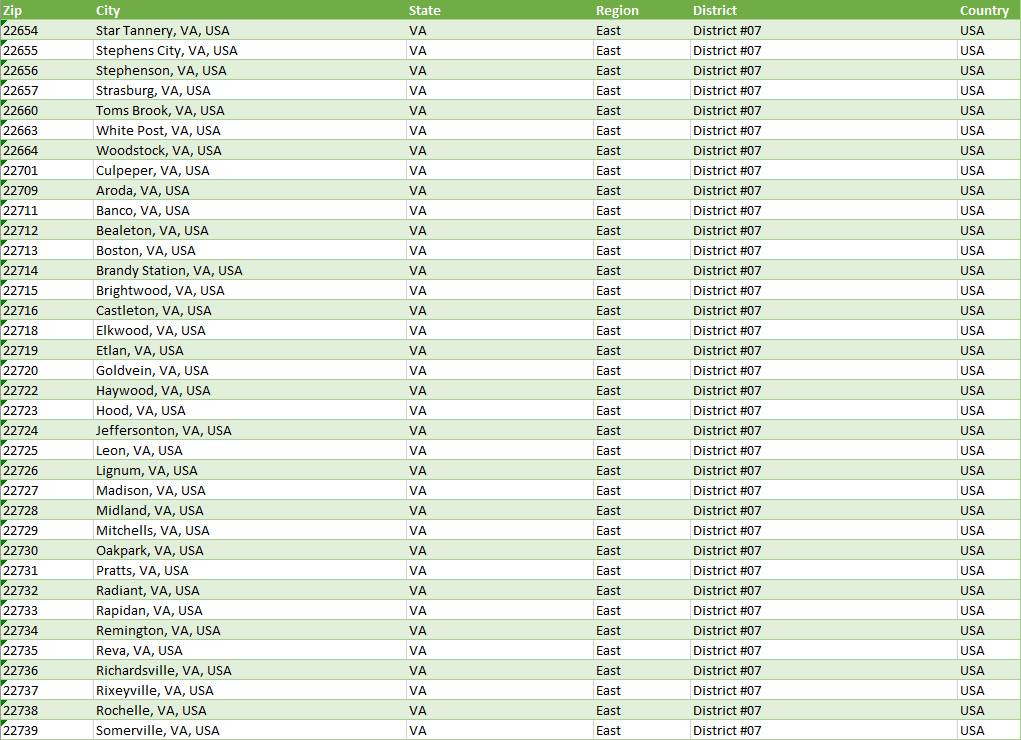 Zip City State Region District Country
22654 Star Tannery, VA, USA VA East District #07 USA
22655 Stephens City, VA, USA VA East District #07 USA
22656 Stephenson, VA, USA VA East District #07 USA
22657 Strasburg, VA, USA VA East District #07 USA
22660 Toms Brook, VA, USA VA East District #07 USA
22663 White Post, VA, USA VA East District #07 USA
22664 Woodstock, VA, USA VA East District #07 USA
22701 Culpeper, VA, USA VA East District #07 USA
22709 Aroda, VA, USA VA East District #07 USA
22711 Banco, VA, USA VA East District #07 USA
22712 Bealeton, VA, USA VA East District #07 USA
22713 Boston, VA, USA VA East District #07 USA
22714 Brandy Station, VA, USA VA East District #07 USA
22715 Brightwood, VA, USA VA East District #07 USA
22716 Castleton, VA, USA VA East District #07 USA
22718 Elkwood, VA, USA VA East District #07 USA
22719 Etlan, VA, USA VA East District #07 USA
22720 Goldvein, VA, USA VA East District #07 USA
22722 Haywood, VA, USA VA East District #07 USA
22723 Hood, VA, USA VA East District #07 USA
22724 Jeffersonton, VA, USA VA East District #07 USA
22725 Leon, VA, USA VA East District #07 USA
22726 Lignum, VA, USA VA East District #07 USA
22727 Madison, VA, USA VA East District #07 USA
22728 Midland, VA, USA VA East District #07 USA
22729 Mitchells, VA, USA VA East District #07 USA
22730 Oakpark, VA, USA VA East District #07 USA
22731 Pratts, VA, USA VA East District #07 USA
22732 Radiant, VA, USA VA East District #07 USA
22733 Rapidan, VA, USA VA East District #07 USA
22734 Remington, VA, USA VA East District #07 USA
22735 Reva, VA, USA VA East District #07 USA
22736 Richardsville, VA, USA VA East District #07 USA
22737 Rixeyville, VA, USA VA East District #07 USA
22738 Rochelle, VA, USA VA East District #07 USA
22739 Somerville, VA, USA VA East District #07 USA